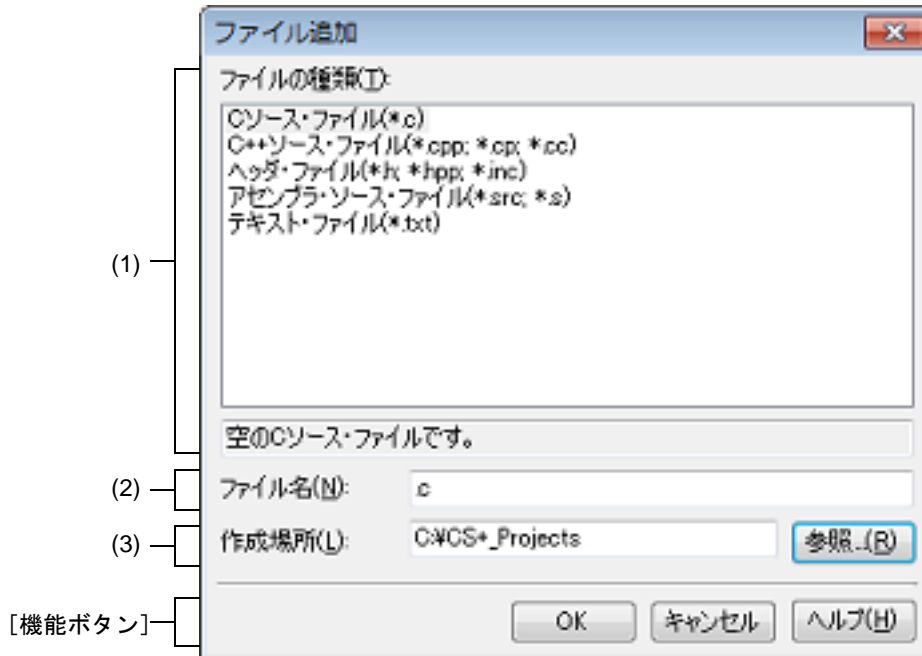 ファイル追加
ファイルの種類(T):
Cソース・ファイル(*.c)
C++ソース・ファイル(*.cpp; *.cp; *.cc)
ヘッダ・ファイル(*.h; *.hpp; *.inc)
アセンブラ・ソース・ファイル(*.src; *.s)
テキスト・ファイル(*.txt)
(1)
空のCソース・ファイルです。
(2) ファイル名(N): .c
(3) 作成場所(L): C:¥CS+_Projects 参照...(R)
[機能ボタン] OK キャンセル ヘルプ(H)